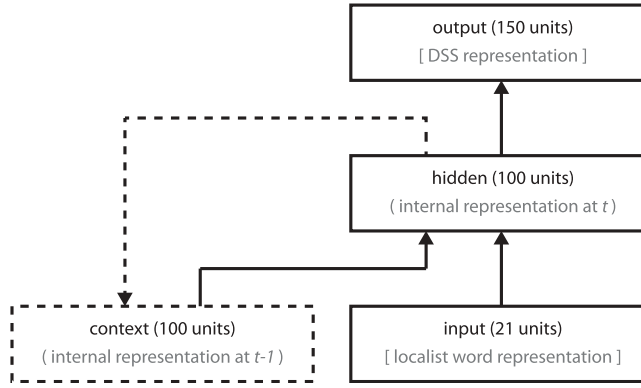 output (150 units)
[ DSS representation ]
hidden (100 units)
( internal representation at t )
context (100 units)
( internal representation at t-1 )
input (21 units)
[ localist word representation ]